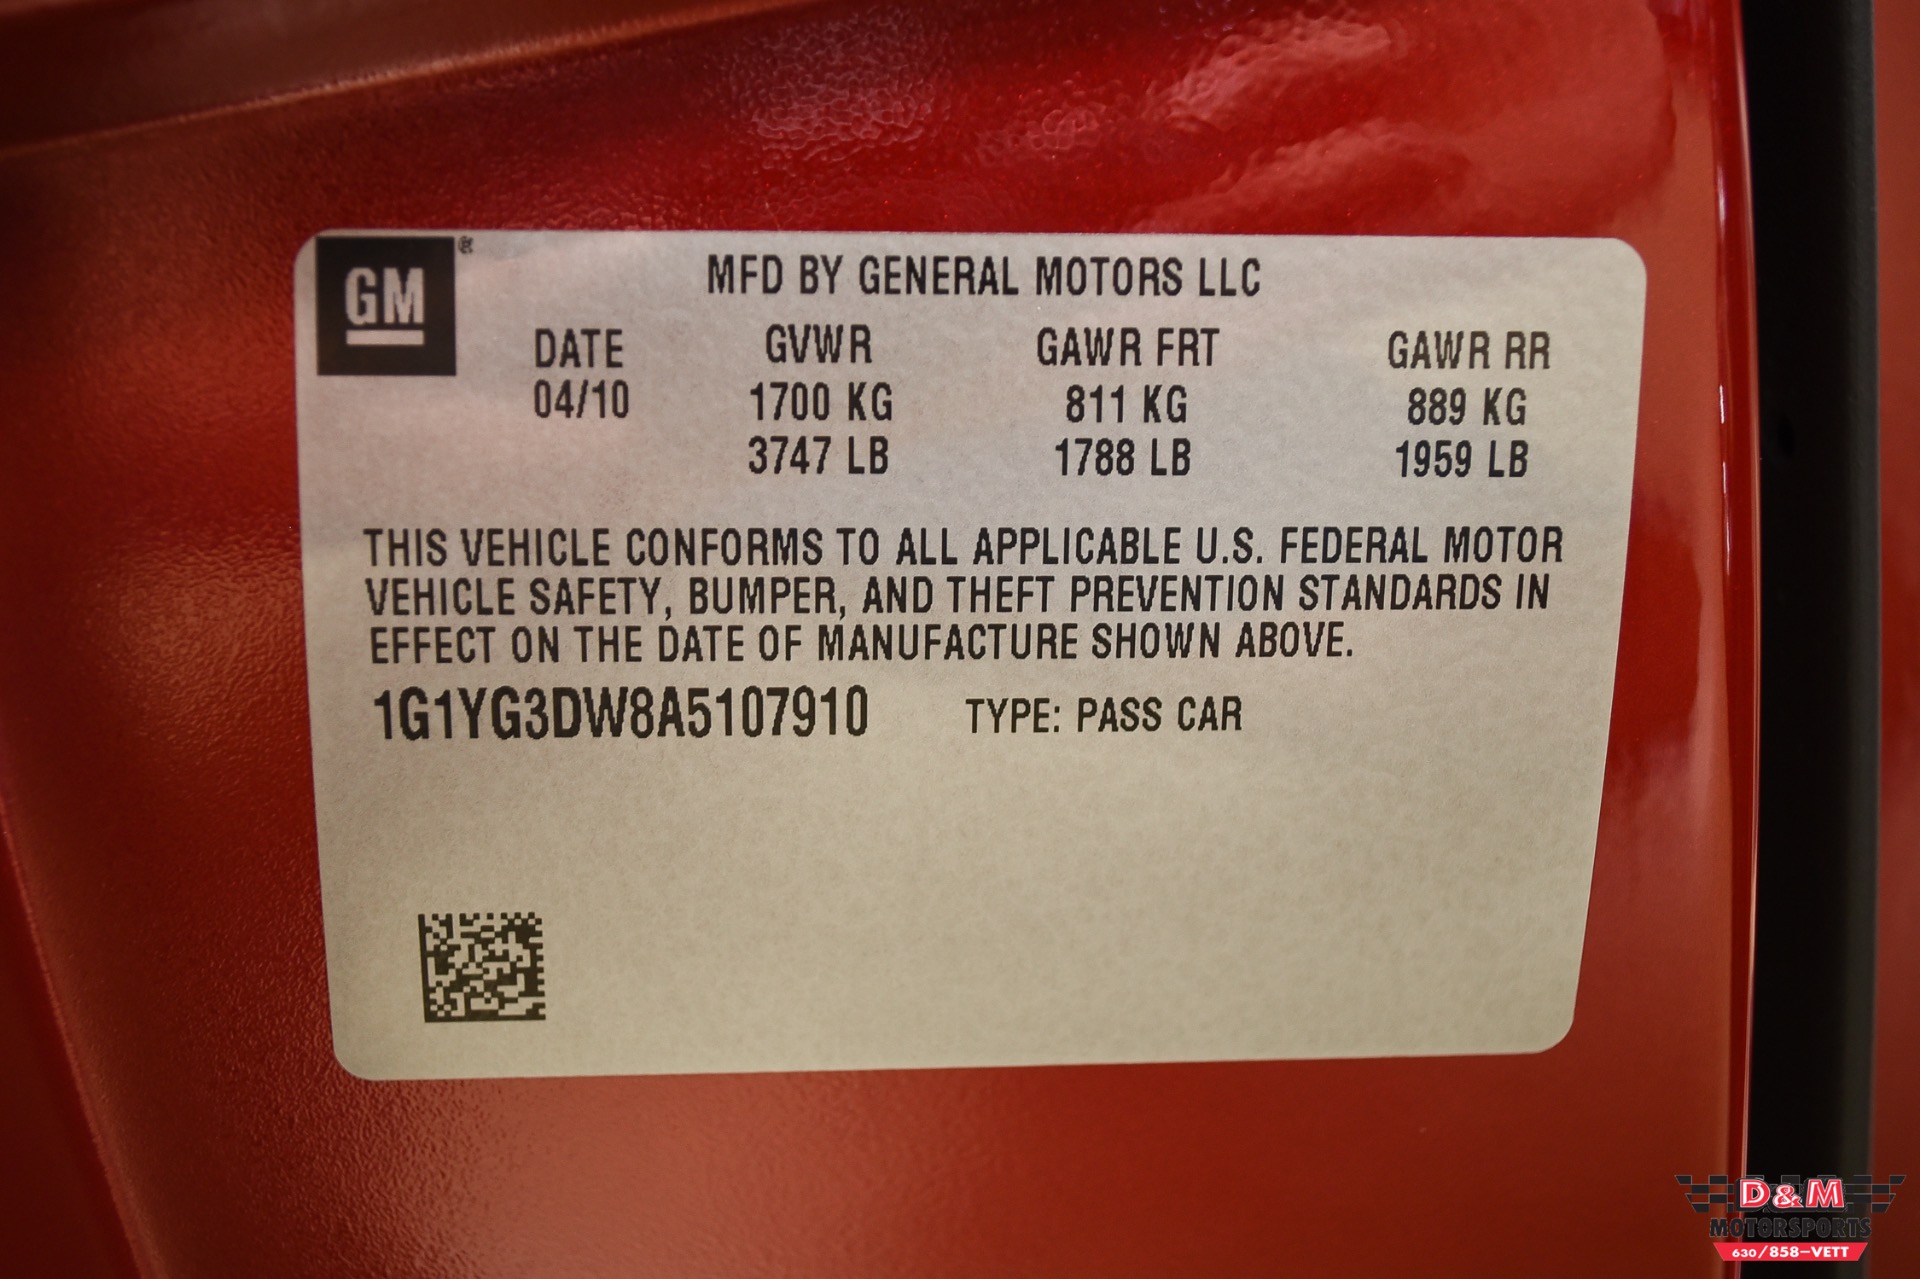 GM®
MFD BY GENERAL MOTORS LLC
DATE GVWR GAWR FRT GAWR RR
04/10 1700 KG 811 KG 889 KG
3747 LB 1788 LB 1959 LB
THIS VEHICLE CONFORMS TO ALL APPLICABLE U.S. FEDERAL MOTOR
VEHICLE SAFETY, BUMPER, AND THEFT PREVENTION STANDARDS IN
EFFECT ON THE DATE OF MANUFACTURE SHOWN ABOVE.
1G1YG3DW8A5107910 TYPE: PASS CAR
D&M
MOTORSPORTS
630/858-VETT